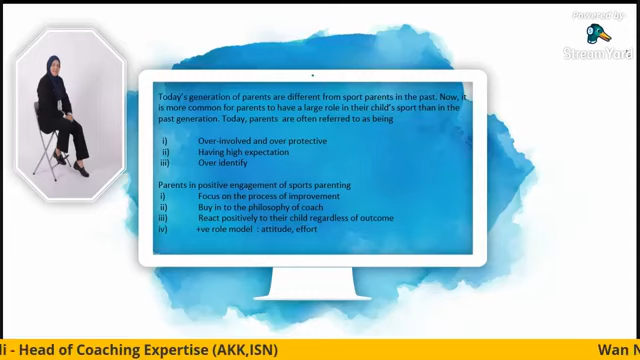 Powered by
StreamYard
Today's generation of parents are different from sport parents in the past. Now, it
is more common for parents to have a large role in their child's sport than in the
past generation. Today, parents are often referred to as being
i) Over-involved and over protective
ii) Having high expectation
iii) Over identify
Parents in positive engagement of sports parenting
i) Focus on the process of improvement
ii) Buy in to the philosophy of coach
iii) React positively to their child regardless of outcome
iv) +ve role model : attitude, effort
li - Head of Coaching Expertise (AKK,ISN) Wan N